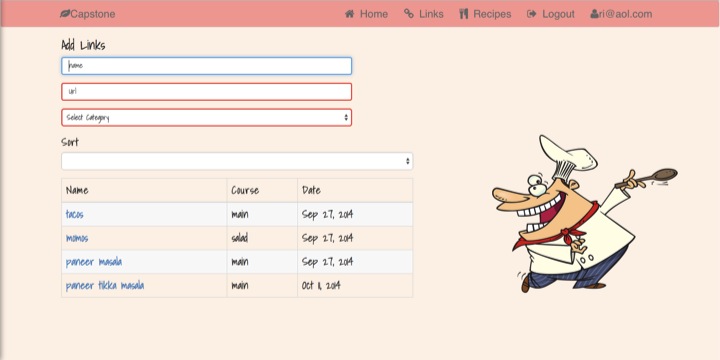 Capstone Home Links Recipes Logout ri@aol.com
Add Links
name
url
Select Category
Sort
Name Course Date
tacos main Sep 27, 2014
momos salad Sep 27, 2014
paneer masala main Sep 27, 2014
paneer tikka masala main Oct 11, 2014